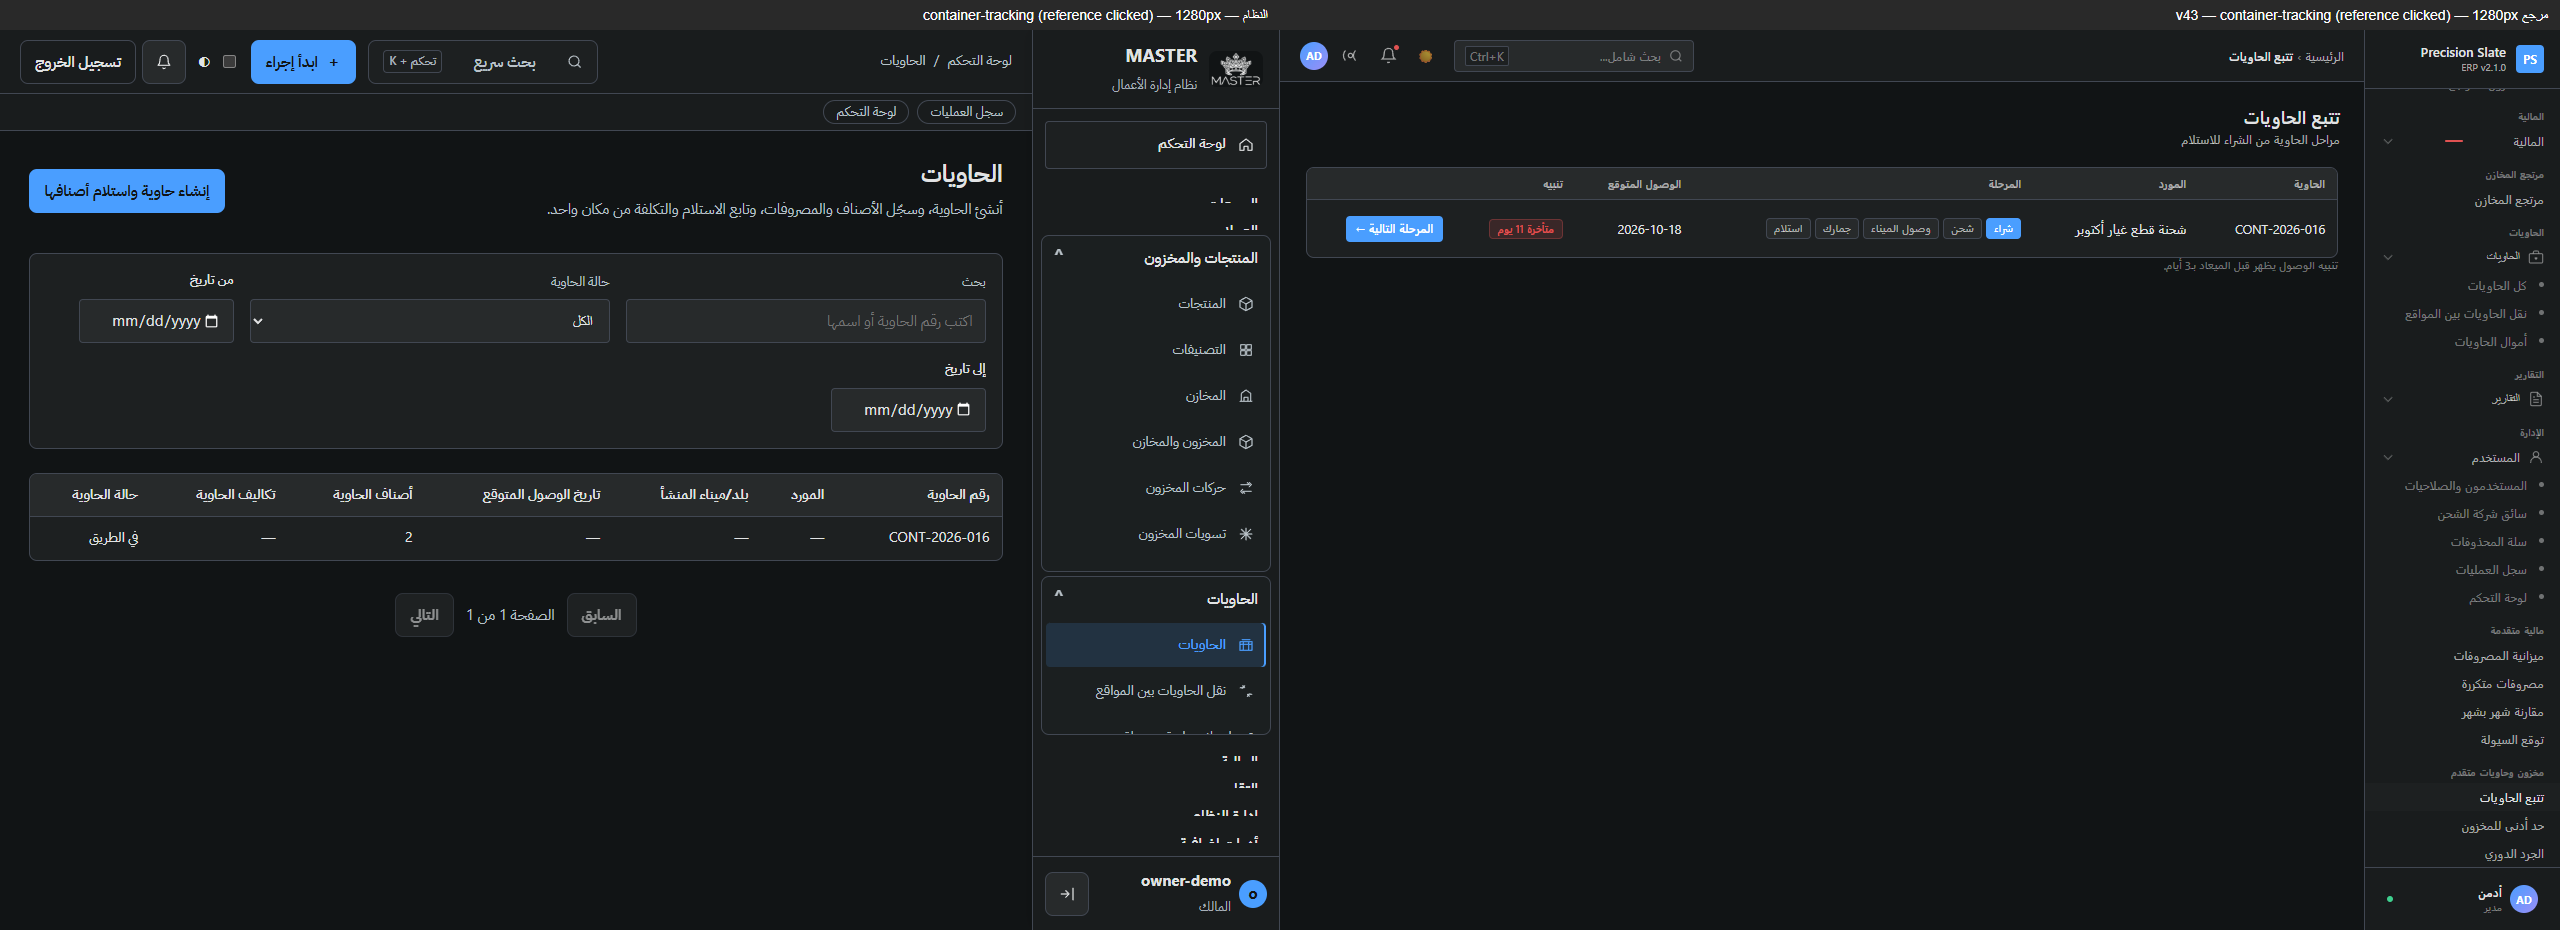 مرجع v43 — container-tracking (reference clicked) — 1280px
PS
Precision Slate
ERP v2.1.0
المالية
المالية
مرتجع المخازن
مرتجع المخازن
الحاويات
الحاويات
كل الحاويات
نقل الحاويات بين المواقع
أموال الحاويات
التقارير
التقارير
الإدارة
المستخدم
المستخدمون والصلاحيات
سائق شركة الشحن
سلة المحذوفات
سجل العمليات
لوحة التحكم
مالية متقدمة
ميزانية المصروفات
مصروفات متكررة
مقارنة شهر بشهر
توقع السيولة
مخزون وحاويات متقدم
تتبع الحاويات
حد أدنى للمخزون
الجرد الدوري
AD
أدمن
مدير
الرئيسية › تتبع الحاويات
بحث شامل...
Ctrl+K
AD
تتبع الحاويات
مراحل الحاوية من الشراء للاستلام
الحاوية
المورد
المرحلة
الوصول المتوقع
تنبيه
CONT-2026-016
شحنة قطع غيار أكتوبر
شراء
شحن
وصول الميناء
جمارك
استلام
2026-10-18
متأخرة 11 يوم
المرحلة التالية ←
تنبيه الوصول يظهر قبل الميعاد بـ3 أيام.
النظام — container-tracking (reference clicked) — 1280px
MASTER
MASTER
نظام إدارة الأعمال
لوحة التحكم
المنتجات والمخزون
المنتجات
التصنيفات
المخازن
المخزون والمخازن
حركات المخزون
تسويات المخزون
الحاويات
الحاويات
نقل الحاويات بين المواقع
o
owner-demo
المالك
لوحة التحكم / الحاويات
بحث سريع
تحكم + K
+ ابدأ إجراء
تسجيل الخروج
سجل العمليات
لوحة التحكم
الحاويات
أنشئ الحاوية، وسجّل الأصناف والمصروفات، وتابع الاستلام والتكلفة من مكان واحد.
إنشاء حاوية واستلام أصنافها
بحث
اكتب رقم الحاوية أو اسمها
حالة الحاوية
الكل
من تاريخ
mm/dd/yyyy
إلى تاريخ
mm/dd/yyyy
رقم الحاوية
المورد
بلد/ميناء المنشأ
تاريخ الوصول المتوقع
أصناف الحاوية
تكاليف الحاوية
حالة الحاوية
CONT-2026-016
—
—
—
2
—
في الطريق
السابق
الصفحة 1 من 1
التالي